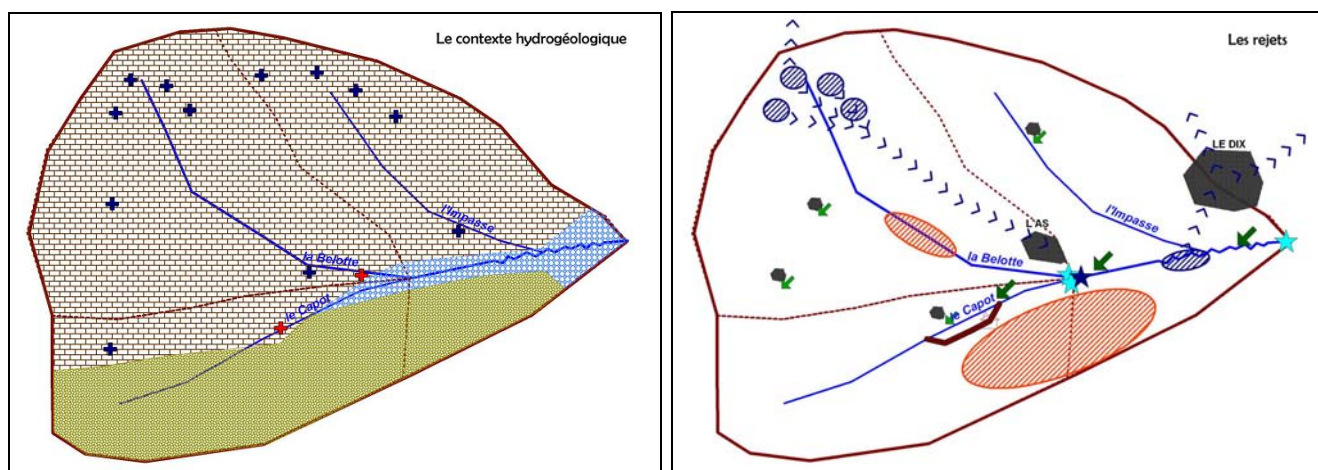 Le contexte hydrogéologique
l'Impasse
la Belotte
le Capot
Les rejets
LE DIX
l'Impasse
L'AS
la Belotte
le Capot